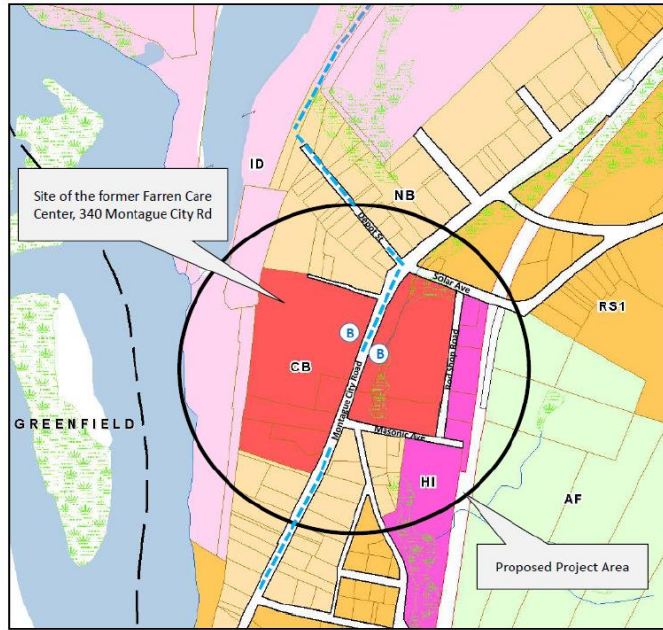 ID
NB
Site of the former Farren Care
Center, 340 Montague City Rd
Depot St
Solar Ave
RS1
B
B
Rod Shop Road
CB
Montague City Road
GREENFIELD
Masonic Ave
HI
AF
Proposed Project Area